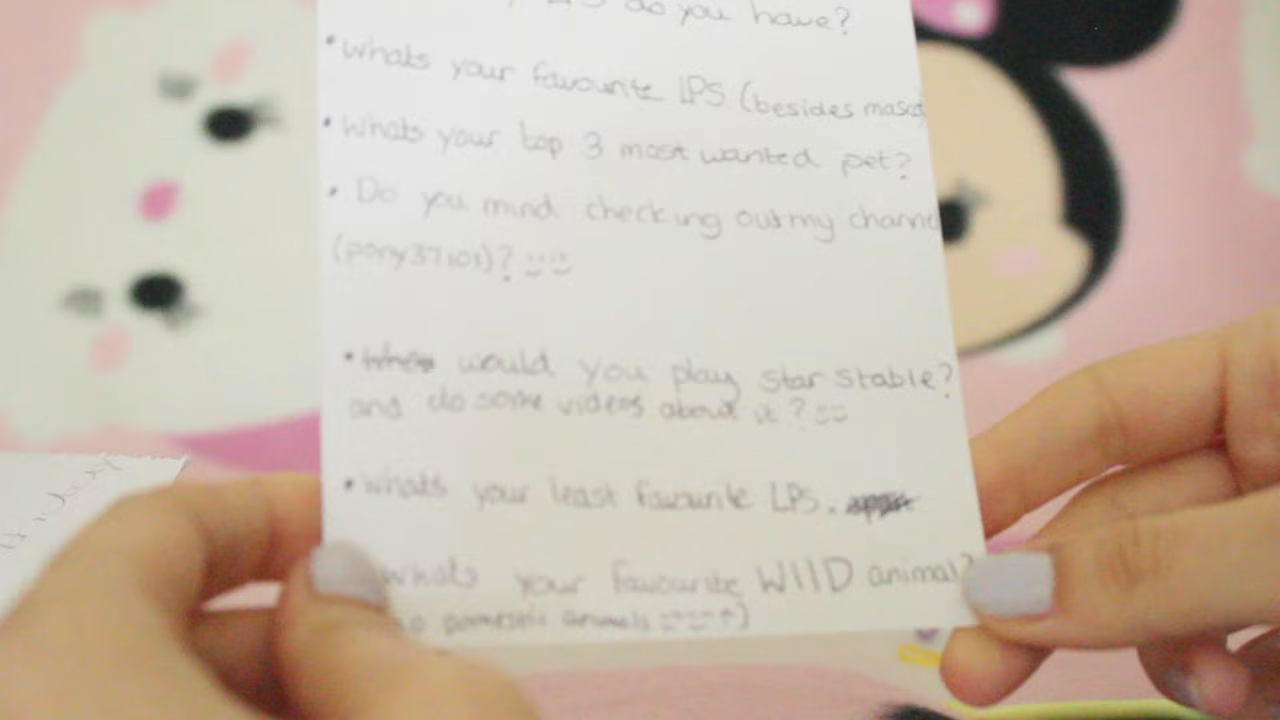 do you have?
• Whats your favourite LPS (besides
• Whats your top 3 most wanted pet?
• Do you mind checking out my
(pony37101)?
• would you play star stable?
and do some videos about it?
• whats your least favourite LPS.
whats your favourite WIlD animal?
animals